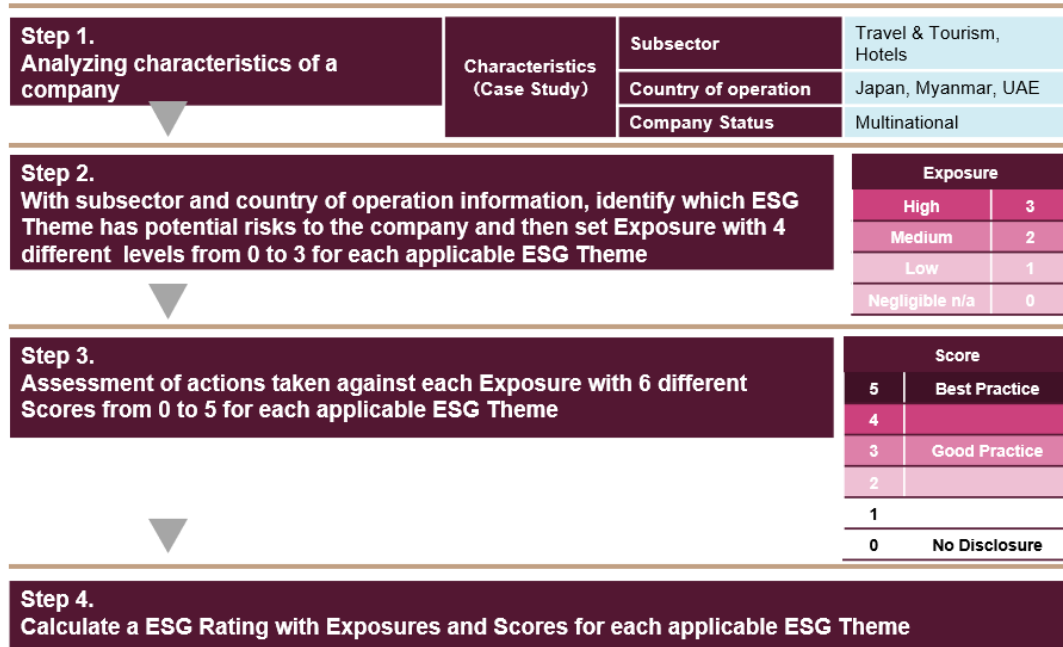 Step 1.
Analyzing characteristics of a
company
Characteristics
(Case Study)
Subsector
Travel & Tourism,
Hotels
Country of operation
Japan, Myanmar, UAE
Company Status
Multinational
Step 2.
With subsector and country of operation information, identify which ESG
Theme has potential risks to the company and then set Exposure with 4
different levels from 0 to 3 for each applicable ESG Theme
Exposure
High 3
Medium 2
Low 1
Negligible n/a 0
Step 3.
Assessment of actions taken against each Exposure with 6 different
Scores from 0 to 5 for each applicable ESG Theme
Score
5 Best Practice
4
3 Good Practice
2
1
0 No Disclosure
Step 4.
Calculate a ESG Rating with Exposures and Scores for each applicable ESG Theme